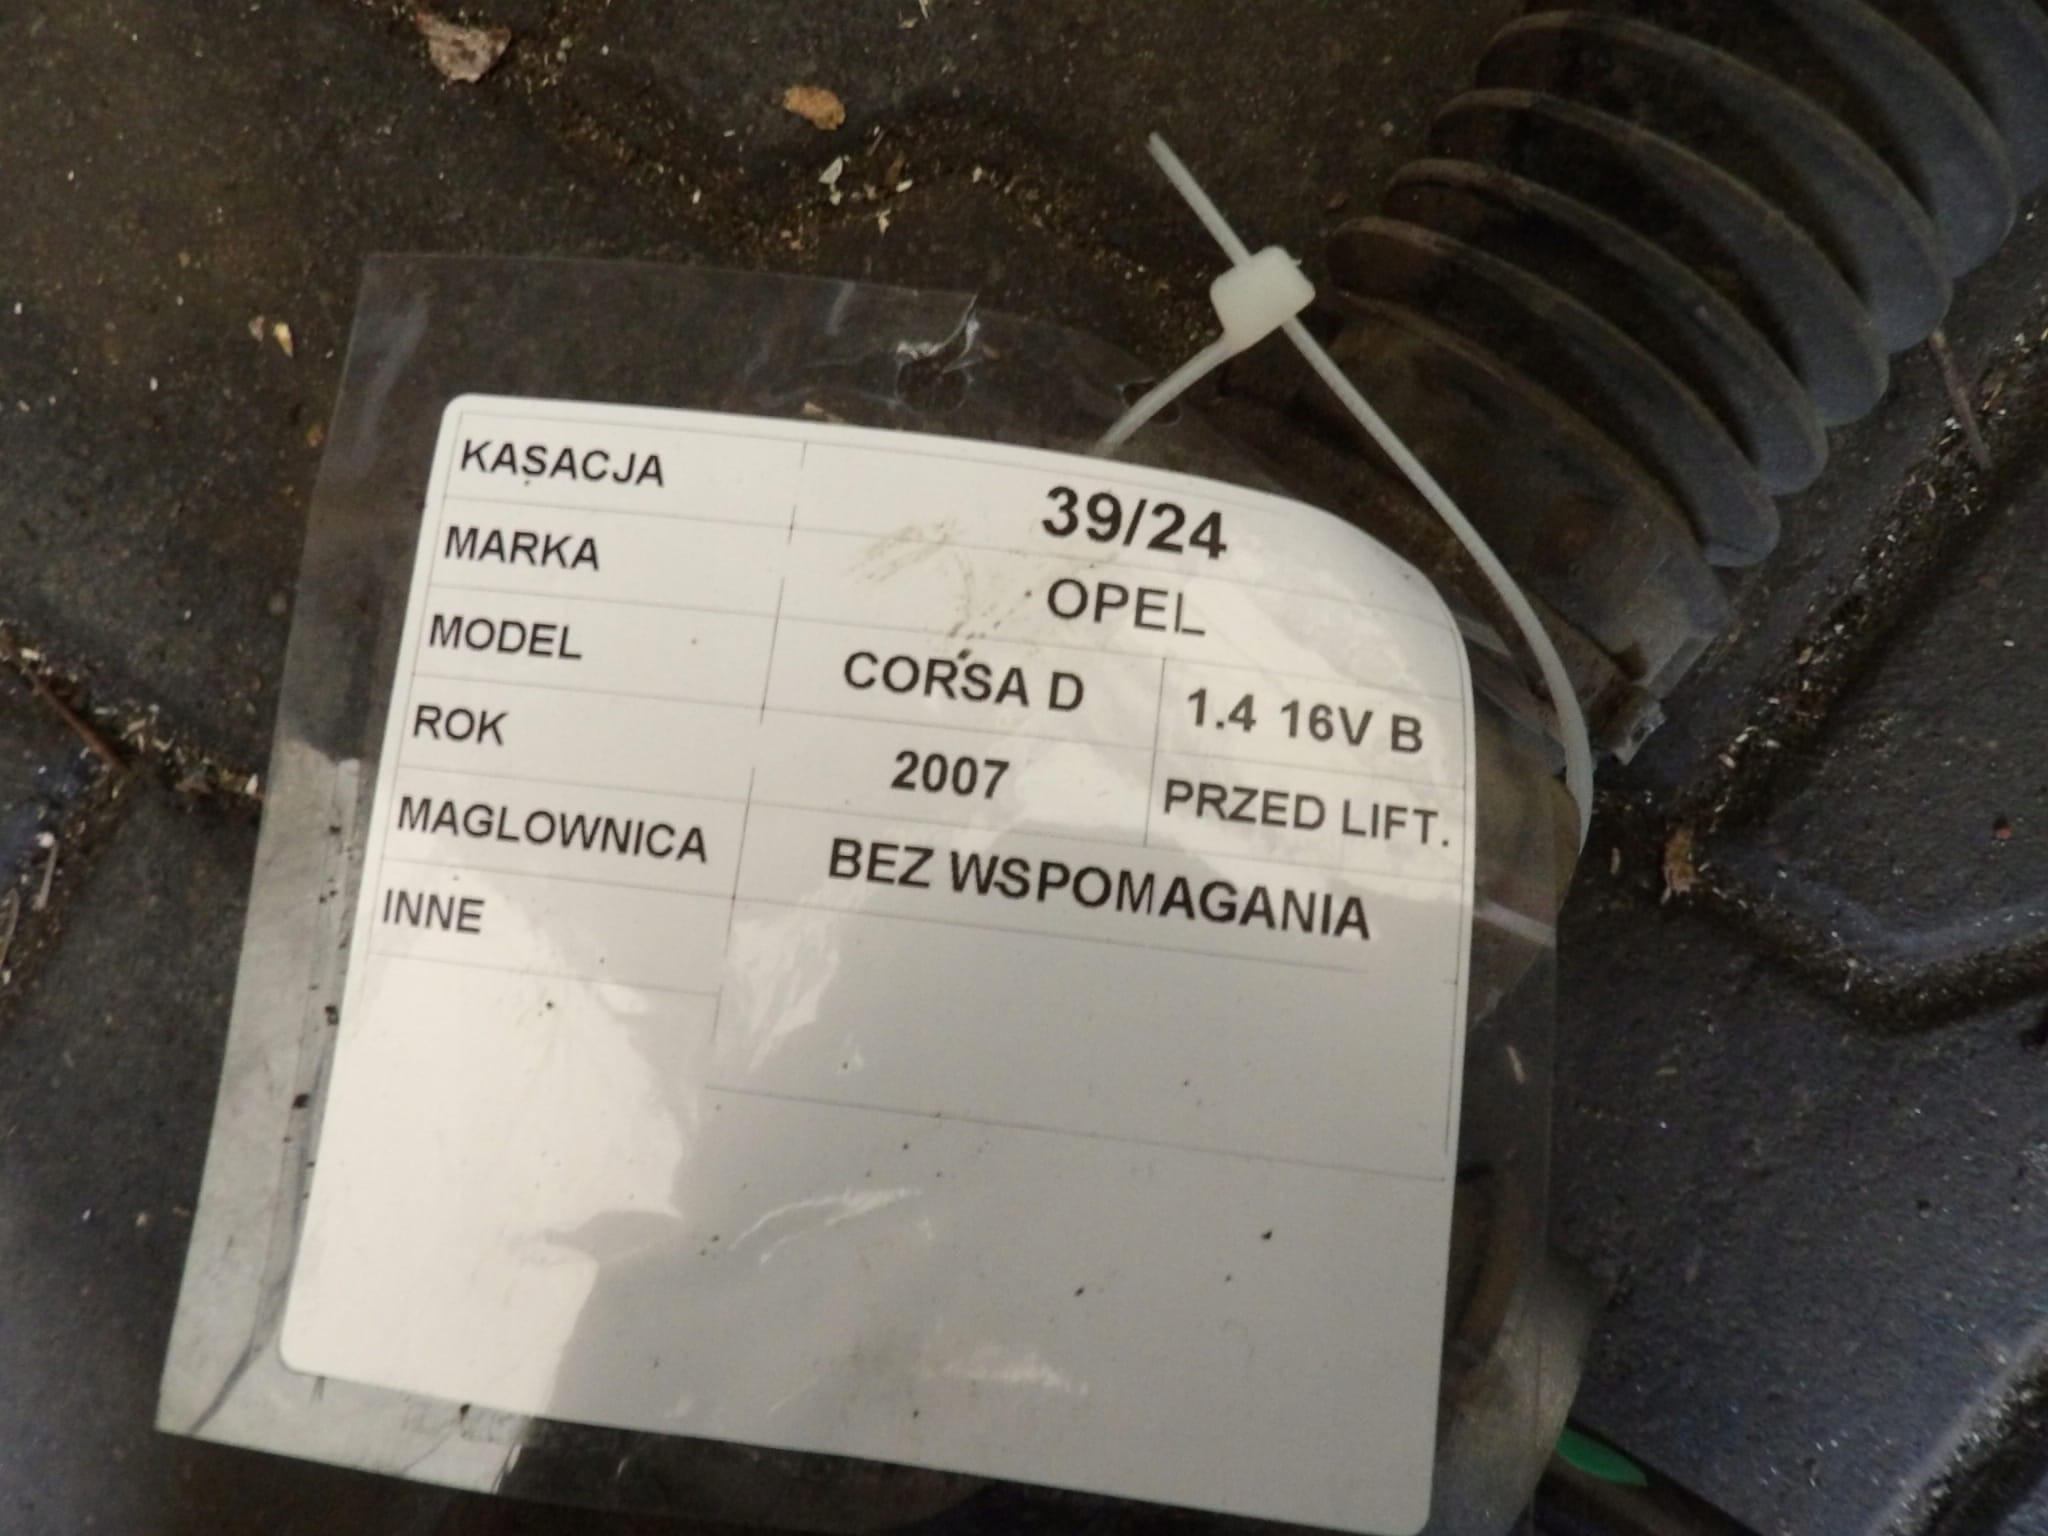 KASACJA 39/24
MARKA OPEL
MODEL CORSA D 1.4 16V B
ROK 2007 PRZED LIFT.
MAGLOWNICA BEZ WSPOMAGANIA
INNE